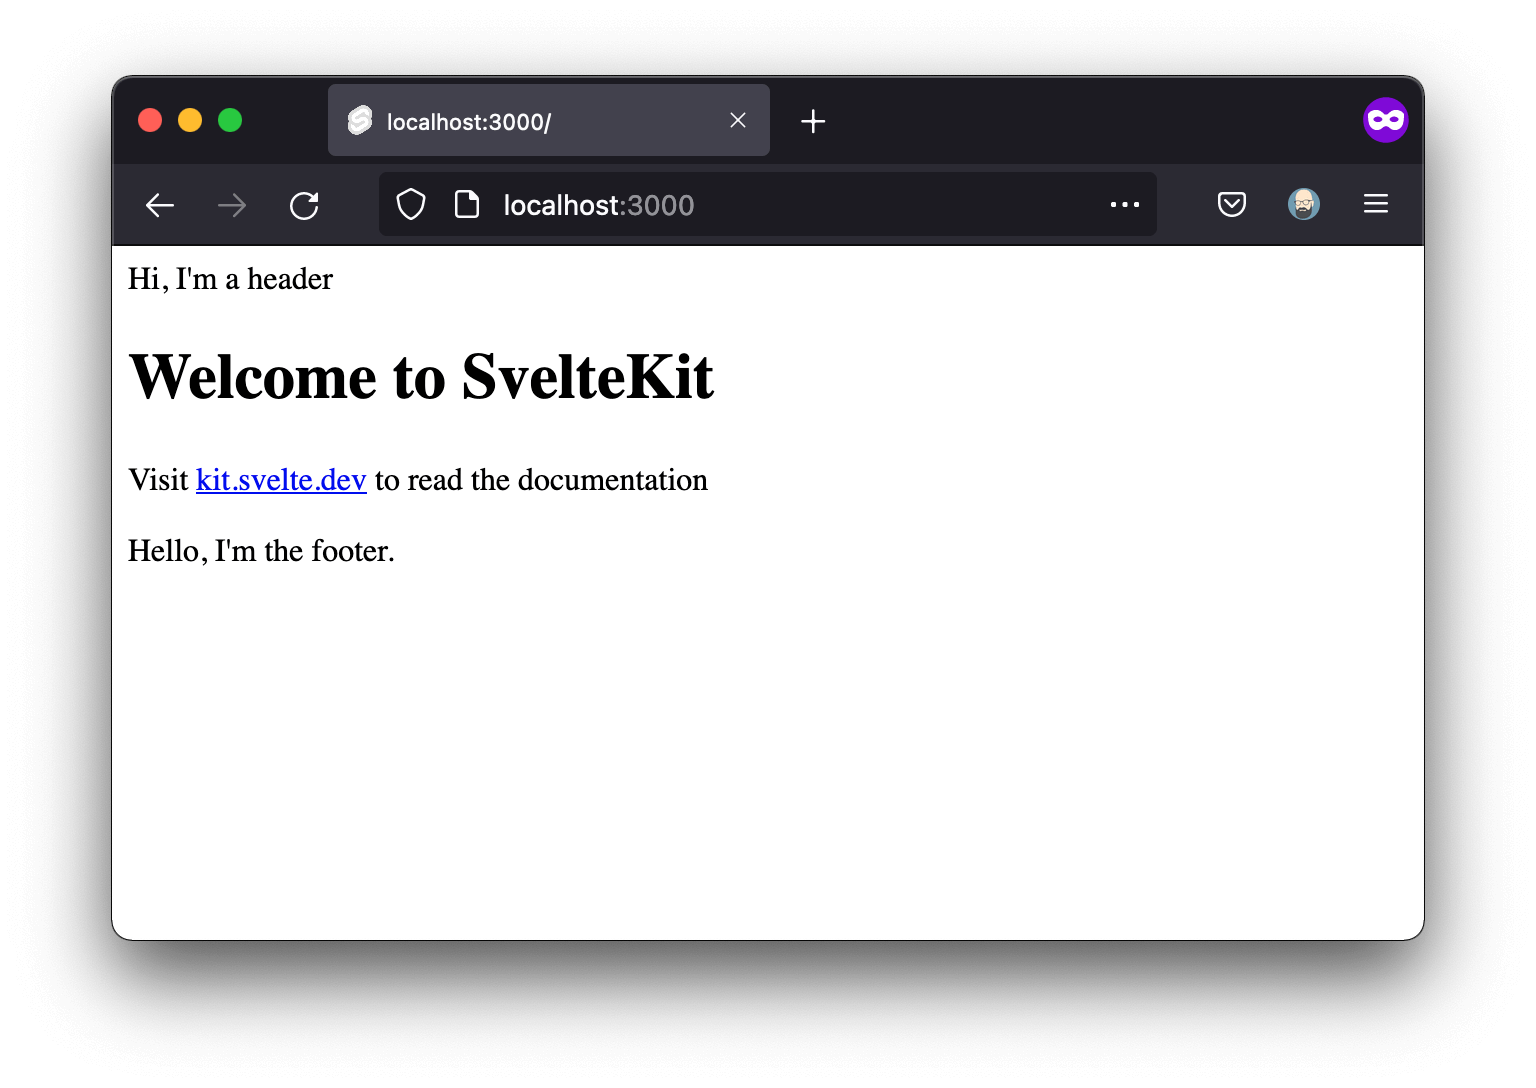 localhost:3000/
localhost:3000
Hi, I'm a header
Welcome to SvelteKit
Visit kit.svelte.dev to read the documentation
Hello, I'm the footer.